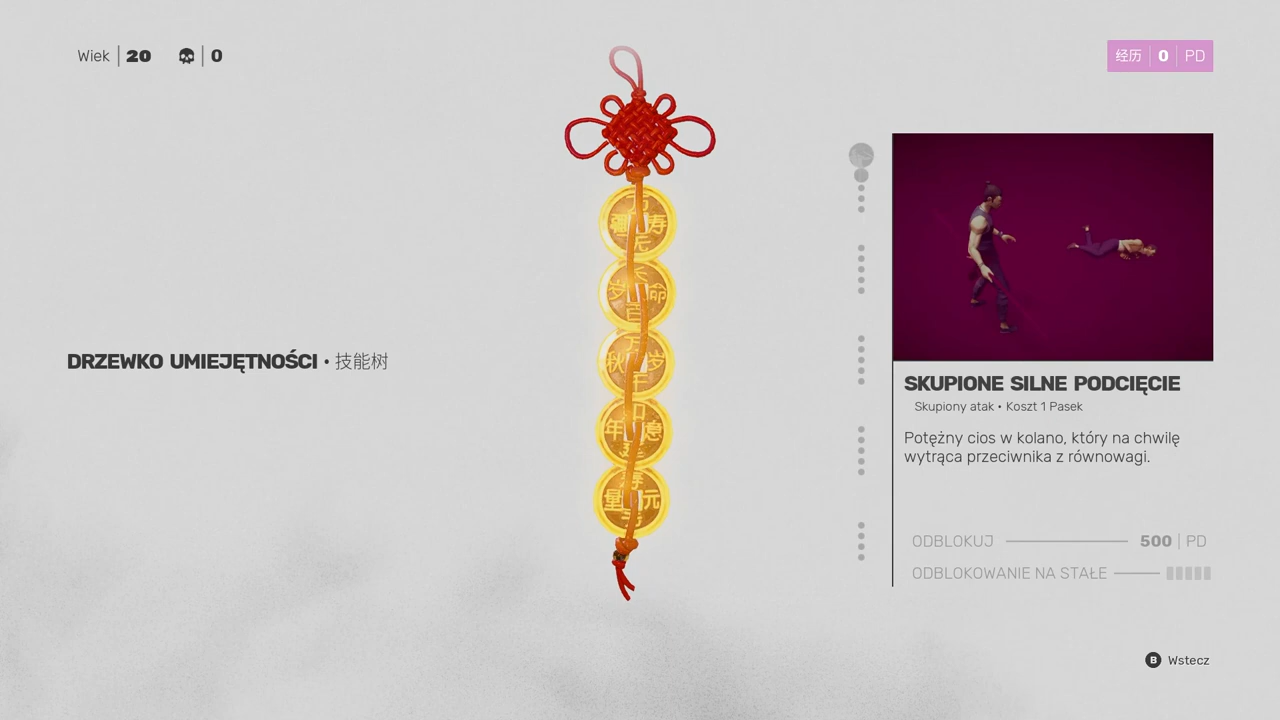 Wiek | 20 0
经历 | 0 | PD
DRZEWKO UMIEJĘTNOŚCI • 技能树
SKUPIONE SILNE PODCIĘCIE
Skupiony atak • Koszt 1 Pasek
Potężny cios w kolano, który na chwilę
wytrąca przeciwnika z równowagi.
ODBLOKUJ 500 | PD
ODBLOKOWANIE NA STAŁE
B Wstecz